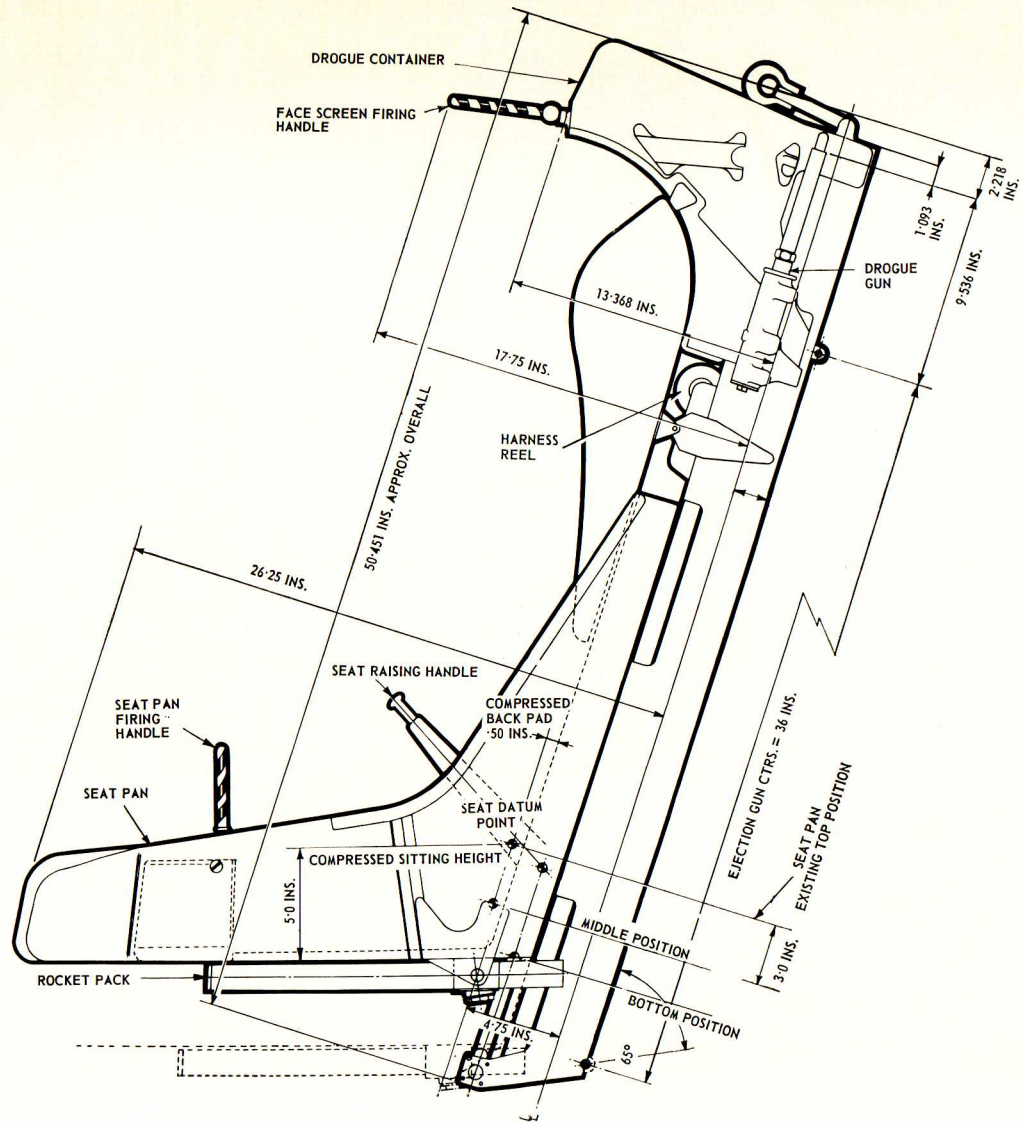 DROGUE CONTAINER
FACE SCREEN FIRING
HANDLE
2·218
INS.
1·093
INS.
9·536 INS.
DROGUE
GUN
13·368 INS.
17·75 INS.
HARNESS
REEL
50·451 INS. APPROX. OVERALL
26·25 INS.
SEAT RAISING HANDLE
COMPRESSED
BACK PAD
·50 INS.
SEAT PAN
FIRING
HANDLE
SEAT PAN
SEAT DATUM
POINT
COMPRESSED SITTING HEIGHT
5·0 INS.
EJECTION GUN CTRS. = 36 INS.
SEAT PAN
EXISTING TOP POSITION
MIDDLE POSITION
3·0 INS.
ROCKET PACK
BOTTOM POSITION
4·75 INS.
65°